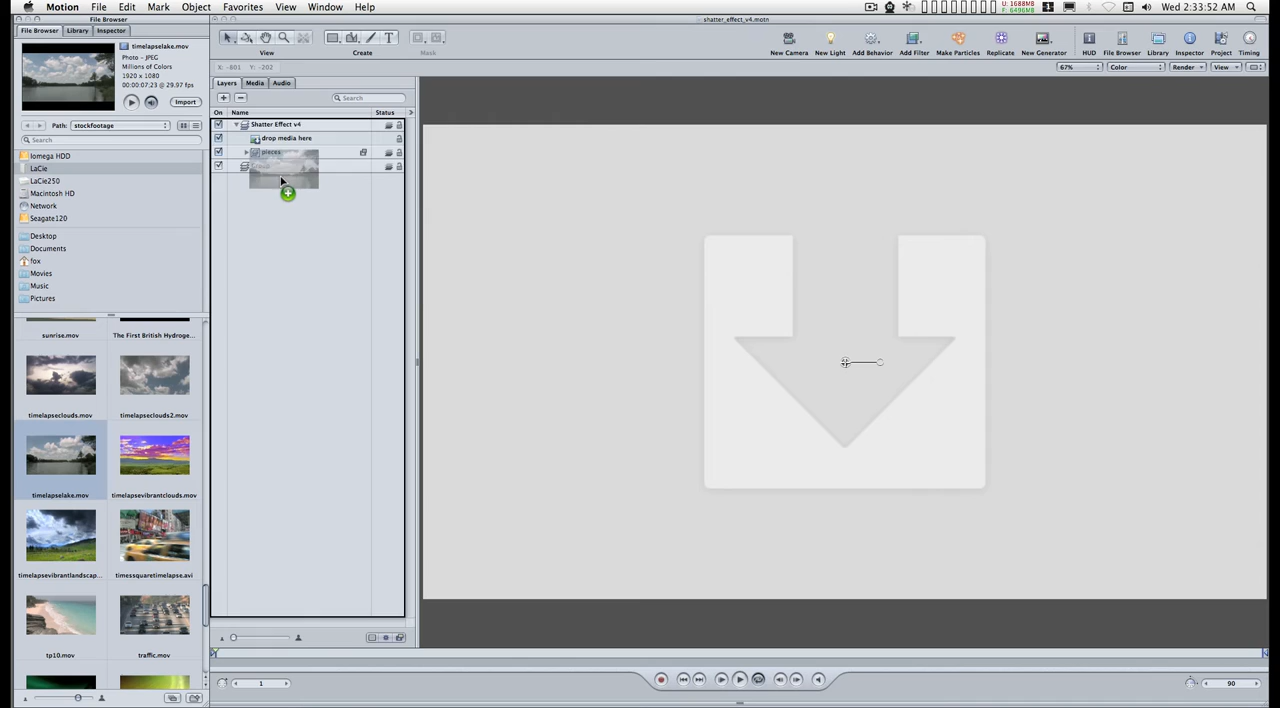 Motion File Edit Mark Object Favorites View Window Help
U: 1688MB
F: 6496MB
Wed 2:33:52 AM
File Browser
shatter_effect_v4.motn
File Browser Library Inspector
timelapselake.mov
Photo - JPEG
Millions of Colors
1920 x 1080
00:00:07;23 @ 29.97 fps
Import
View Create Mask
New Camera New Light Add Behavior Add Filter Make Particles Replicate New Generator
HUD File Browser Library Inspector Project Timing
X: -601 Y: -202
67% Color Render View
Layers Media Audio
Search
On Name Status
Shatter Effect v4
drop media here
pieces
Path: stockfootage
Search
Iomega HDD
LaCie
LaCie250
Macintosh HD
Network
Seagate120
Desktop
Documents
fox
Movies
Music
Pictures
sunrise.mov The First British Hydroge...
timelapseclouds.mov timelapseclouds2.mov
timelapselake.mov timelapsevibrantclouds.mov
timelapsevibrantlandscap... timessquaretimelapse.avi
tp10.mov traffic.mov
1
90